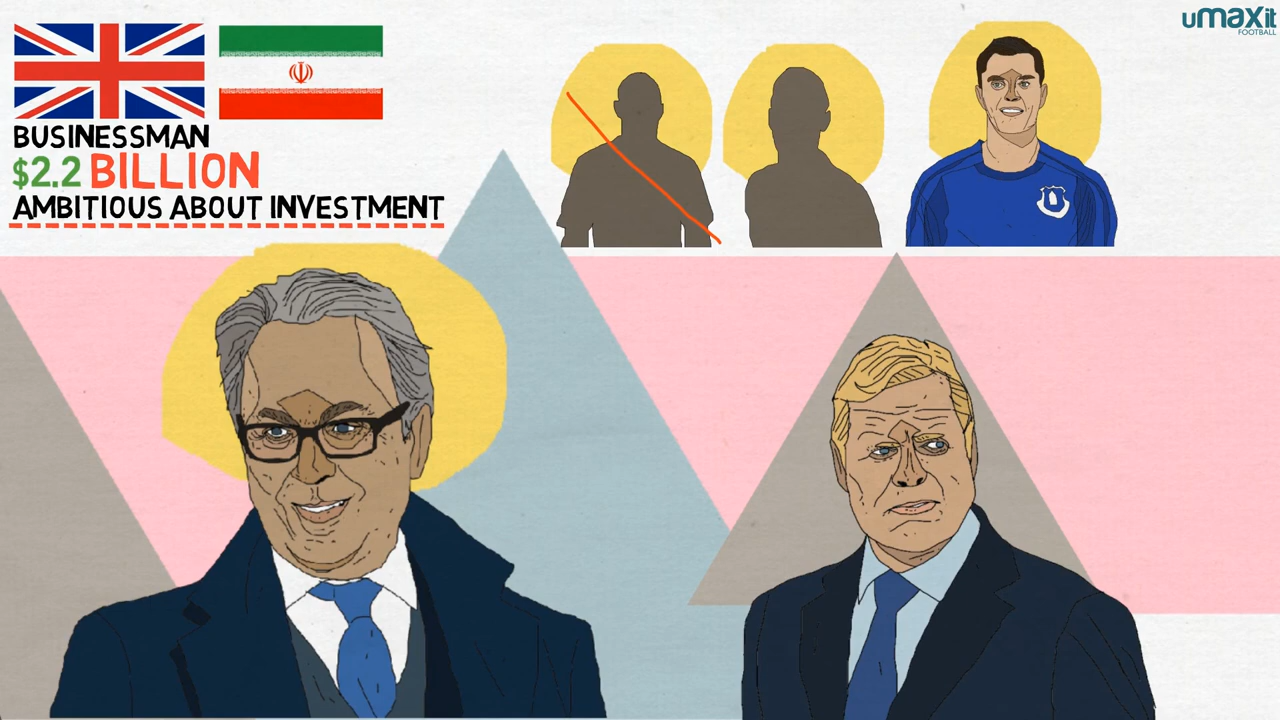 BUSINESSMAN
$2.2 BILLION
AMBITIOUS ABOUT INVESTMENT
uMAXit
FOOTBALL